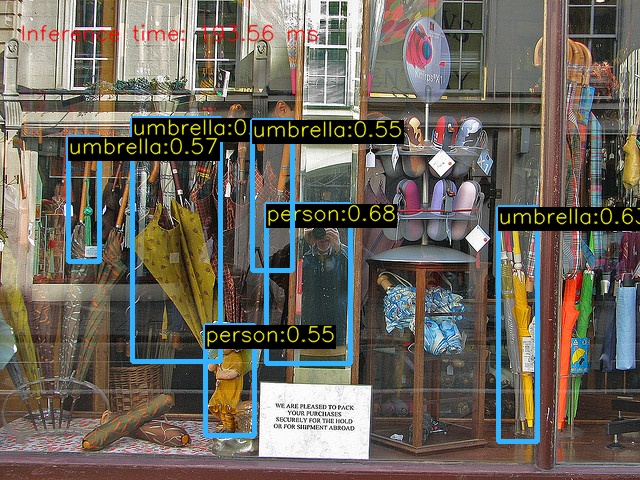 Inference time: 193.56 ms
umbrella:0
umbrella:0.55
umbrella:0.57
person:0.68
umbrella:0.63
person:0.55
WE ARE PLEASED TO PACK
YOUR PURCHASES
SECURELY FOR THE HOLD
OR FOR SHIPMENT ABROAD